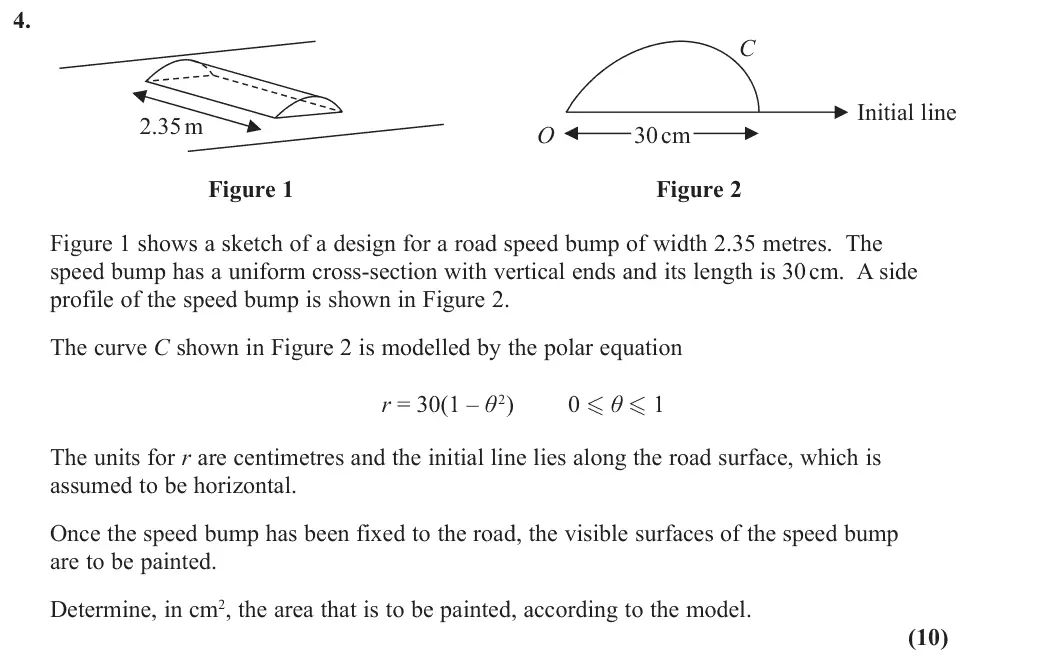 4.
2.35 m
C
Initial line
O
30 cm
Figure 1
Figure 2
Figure 1 shows a sketch of a design for a road speed bump of width 2.35 metres. The
speed bump has a uniform cross-section with vertical ends and its length is 30 cm. A side
profile of the speed bump is shown in Figure 2.
The curve C shown in Figure 2 is modelled by the polar equation
r = 30(1 – θ²) 0 ⩽ θ ⩽ 1
The units for r are centimetres and the initial line lies along the road surface, which is
assumed to be horizontal.
Once the speed bump has been fixed to the road, the visible surfaces of the speed bump
are to be painted.
Determine, in cm², the area that is to be painted, according to the model.
(10)